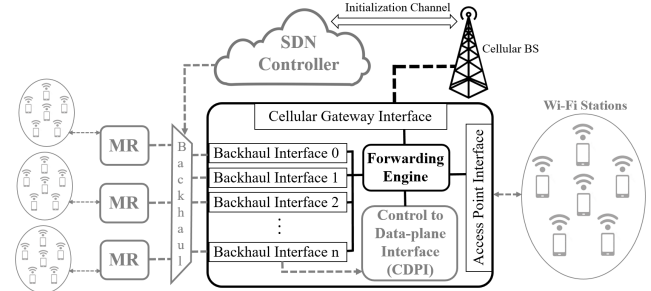 Initialization Channel
SDN
Controller
Cellular BS
Cellular Gateway Interface
Wi-Fi Stations
MR
MR
MR
Backhaul
Backhaul Interface 0
Backhaul Interface 1
Backhaul Interface 2
⋮
Backhaul Interface n
Forwarding
Engine
Control to
Data-plane
Interface
(CDPI)
Access Point Interface